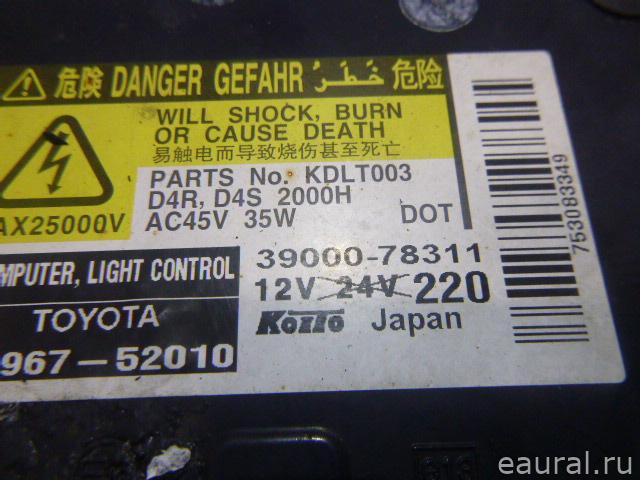 危険 DANGER GEFAHR خَطَرْ 危险
WILL SHOCK, BURN
OR CAUSE DEATH
易触电而导致烧伤甚至死亡
AX25000V
PARTS No. KDLT003
D4R, D4S 2000H
AC45V 35W DOT
MPUTER, LIGHT CONTROL
TOYOTA
967-52010
39000-78311
12V 24V 220
KOITO Japan
753083349
eaural.ru